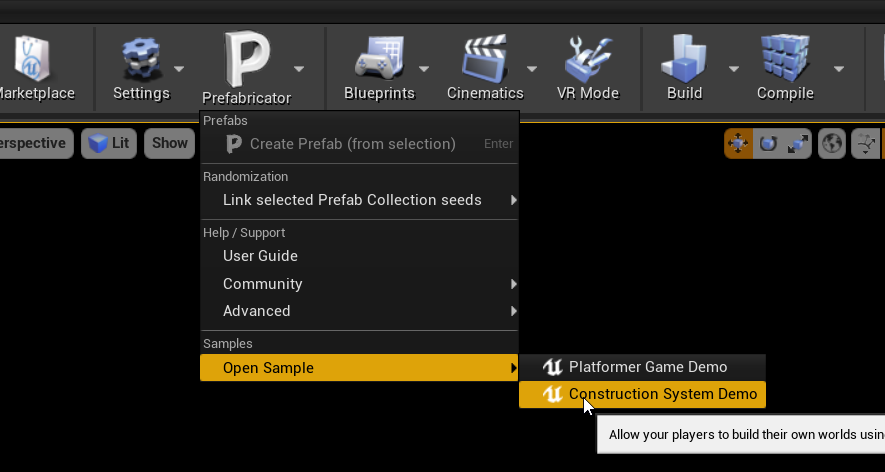 Marketplace
Settings
Prefabricator
Blueprints
Cinematics
VR Mode
Build
Compile
erspective
Lit
Show
Prefabs
Create Prefab (from selection) Enter
Randomization
Link selected Prefab Collection seeds
Help / Support
User Guide
Community
Advanced
Samples
Open Sample
Platformer Game Demo
Construction System Demo
Allow your players to build their own worlds usin